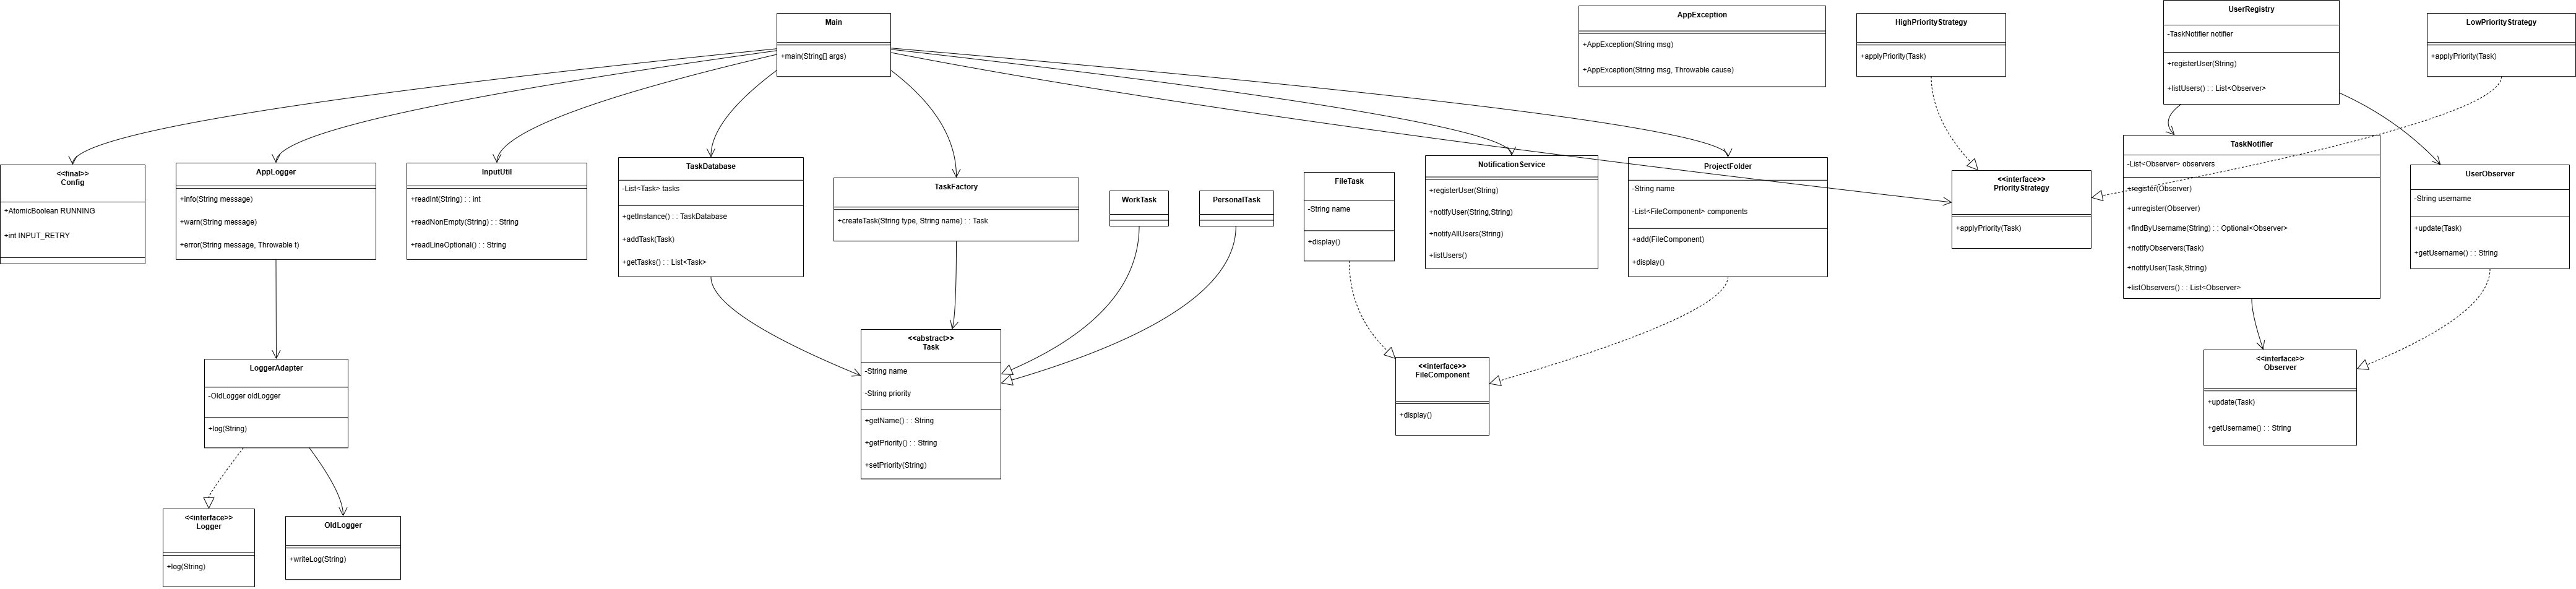 Main
+main(String[] args)
AppException
+AppException(String msg)
+AppException(String msg, Throwable cause)
HighPriorityStrategy
+applyPriority(Task)
UserRegistry
-TaskNotifier notifier
+registerUser(String)
+listUsers() : : List<Observer>
LowPriorityStrategy
+applyPriority(Task)
<<final>>
Config
+AtomicBoolean RUNNING
+int INPUT_RETRY
AppLogger
+info(String message)
+warn(String message)
+error(String message, Throwable t)
InputUtil
+readInt(String) : : int
+readNonEmpty(String) : : String
+readLineOptional() : : String
TaskDatabase
-List<Task> tasks
+getInstance() : : TaskDatabase
+addTask(Task)
+getTasks() : : List<Task>
TaskFactory
+createTask(String type, String name) : : Task
WorkTask
PersonalTask
FileTask
-String name
+display()
NotificationService
+registerUser(String)
+notifyUser(String,String)
+notifyAllUsers(String)
+listUsers()
ProjectFolder
-String name
-List<FileComponent> components
+add(FileComponent)
+display()
<<interface>>
PriorityStrategy
+applyPriority(Task)
TaskNotifier
-List<Observer> observers
+register(Observer)
+unregister(Observer)
+findByUsername(String) : : Optional<Observer>
+notifyObservers(Task)
+notifyUser(Task,String)
+listObservers() : : List<Observer>
UserObserver
-String username
+update(Task)
+getUsername() : : String
LoggerAdapter
-OldLogger oldLogger
+log(String)
<<abstract>>
Task
-String name
-String priority
+getName() : : String
+getPriority() : : String
+setPriority(String)
<<interface>>
FileComponent
+display()
<<interface>>
Observer
+update(Task)
+getUsername() : : String
<<interface>>
Logger
+log(String)
OldLogger
+writeLog(String)